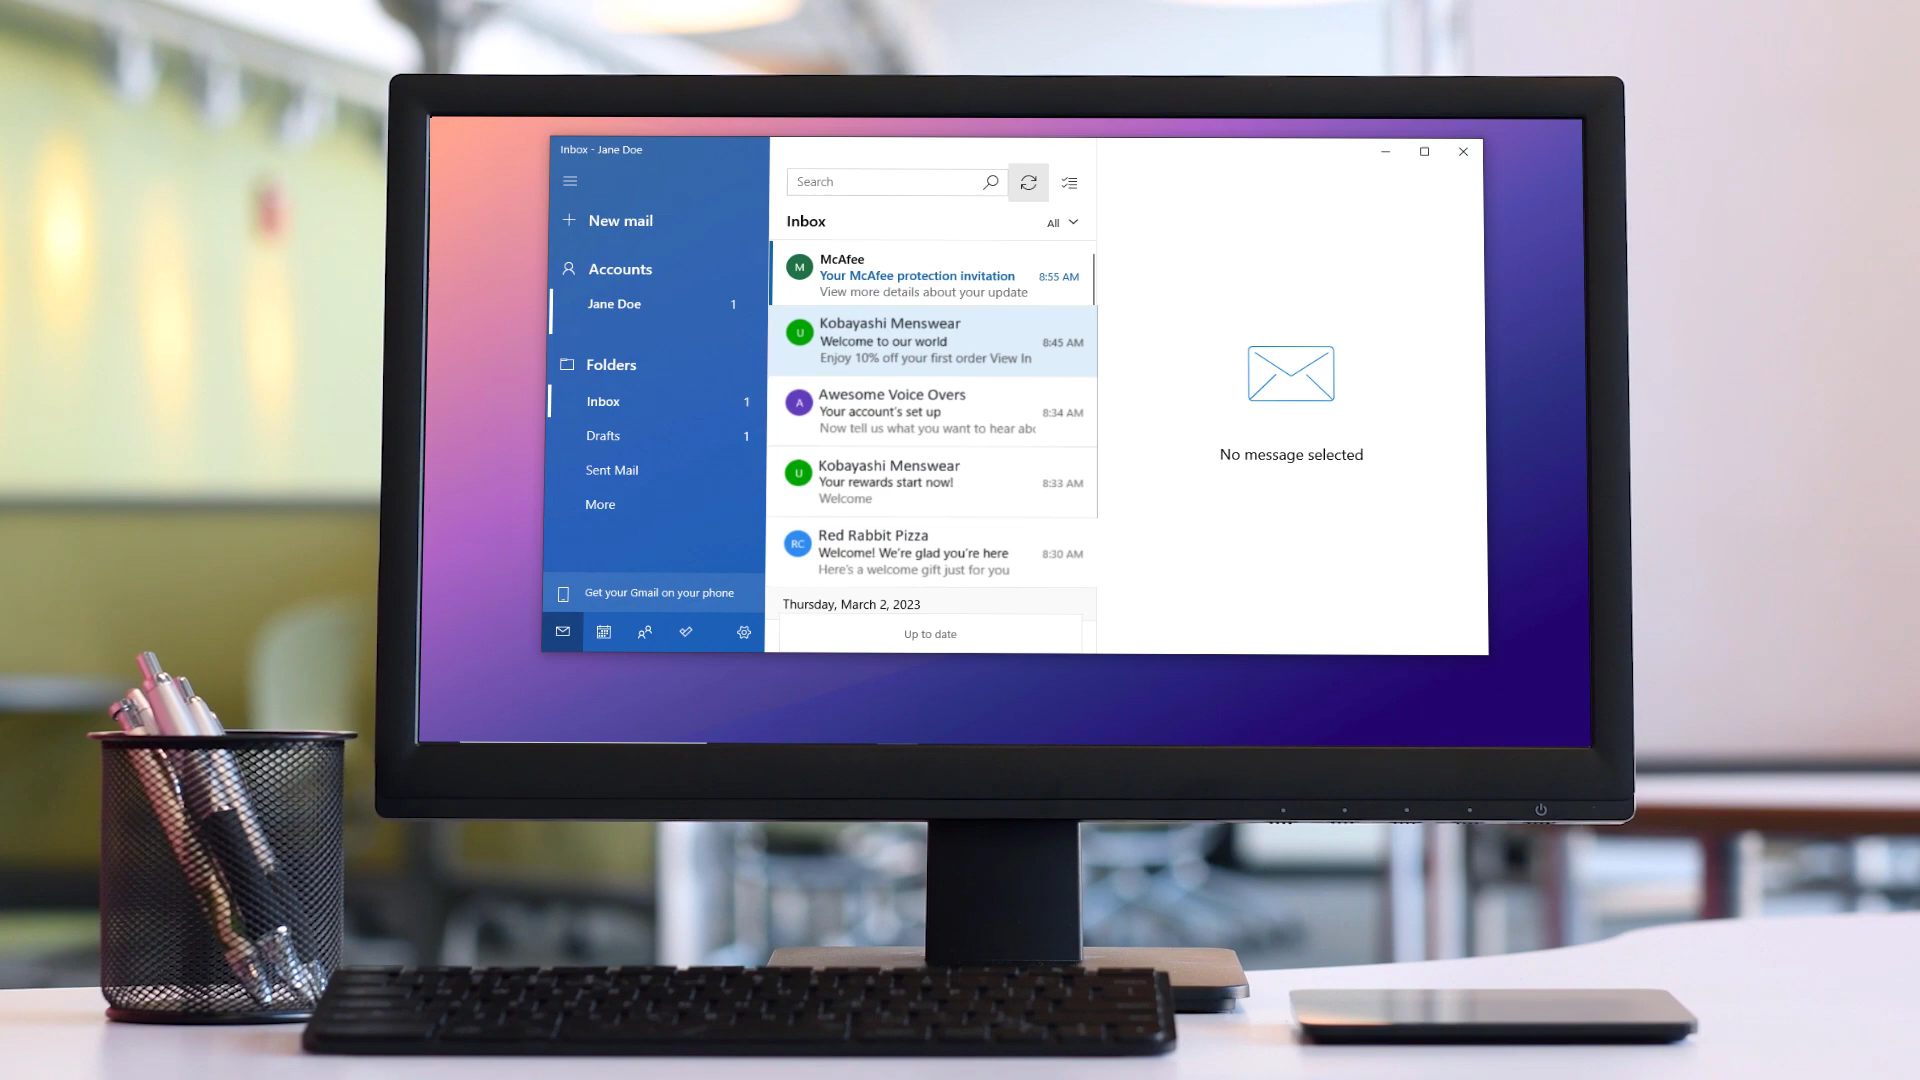 Inbox - Jane Doe
New mail
Accounts
Jane Doe 1
Folders
Inbox 1
Drafts 1
Sent Mail
More
Get your Gmail on your phone
Search
Inbox
All
M
McAfee
Your McAfee protection invitation 8:55 AM
View more details about your update
U
Kobayashi Menswear
Welcome to our world 8:45 AM
Enjoy 10% off your first order View In
A
Awesome Voice Overs
Your account's set up 8:34 AM
Now tell us what you want to hear abo
U
Kobayashi Menswear
Your rewards start now! 8:33 AM
Welcome
RC
Red Rabbit Pizza
Welcome! We're glad you're here 8:30 AM
Here's a welcome gift just for you
Thursday, March 2, 2023
Up to date
No message selected